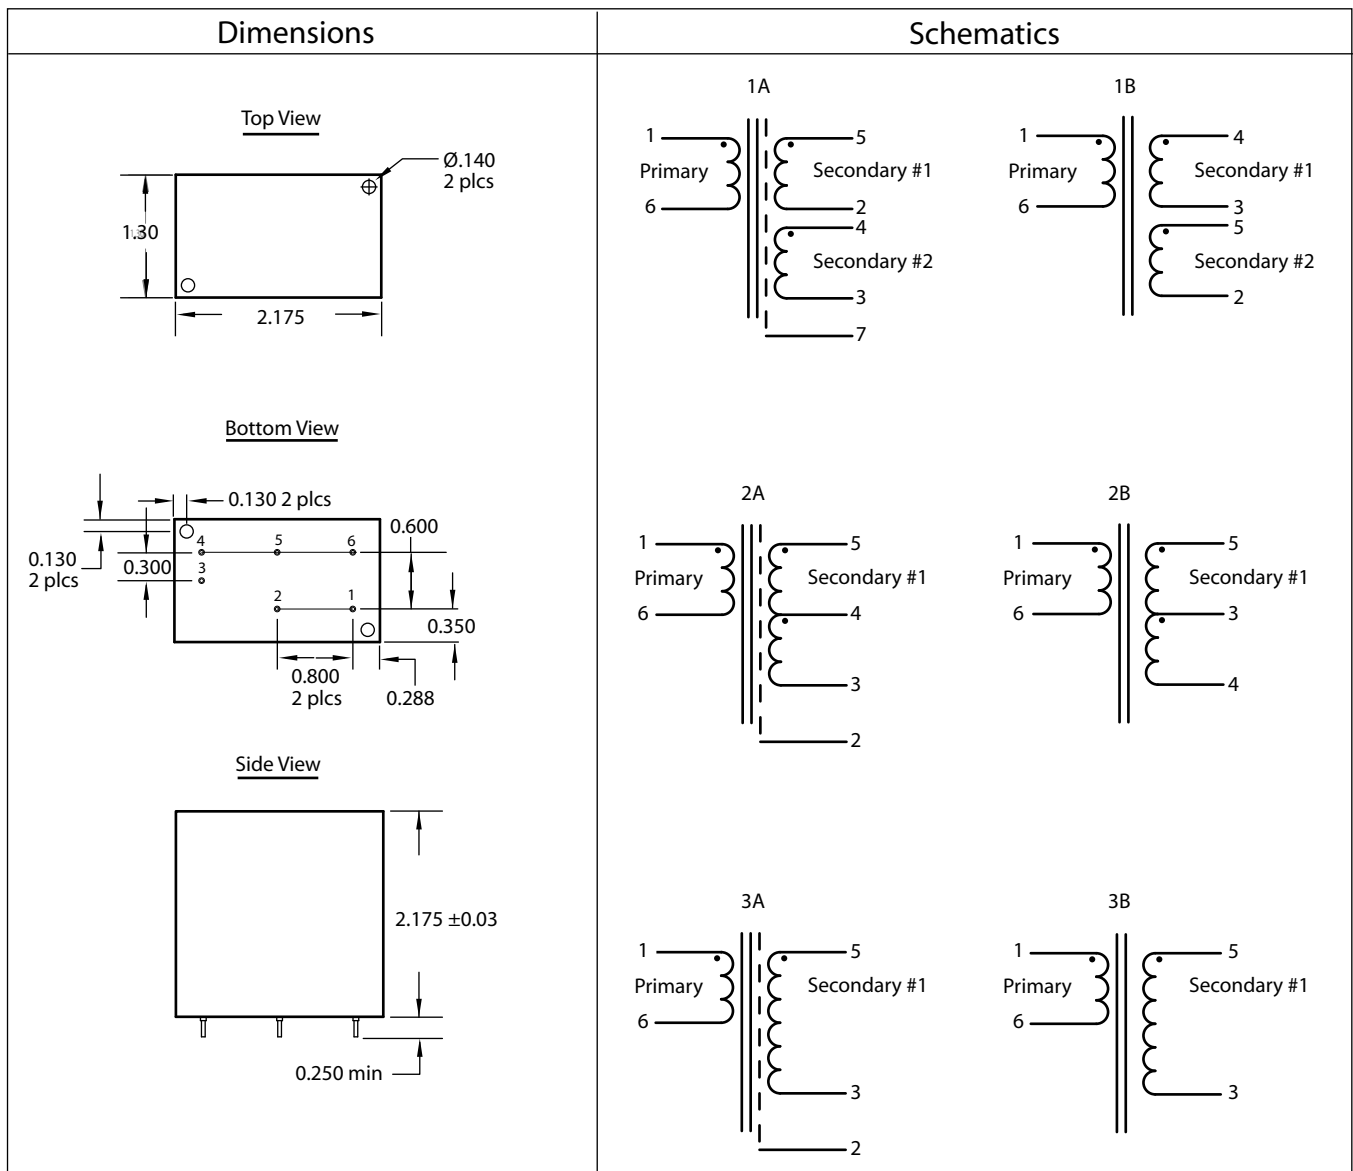 Dimensions
Schematics
Top View
Ø.140
2 plcs
1.30
2.175
Bottom View
0.130 2 plcs
0.600
0.130
2 plcs
0.300
4
5
6
3
2
1
0.350
0.800
2 plcs
0.288
Side View
2.175 ±0.03
0.250 min
1A
1
Primary
6
5
Secondary #1
2
4
Secondary #2
3
7
1B
1
Primary
6
4
Secondary #1
3
5
Secondary #2
2
2A
1
Primary
6
5
Secondary #1
4
3
2
2B
1
Primary
6
5
Secondary #1
3
4
3A
1
Primary
6
5
Secondary #1
3
2
3B
1
Primary
6
5
Secondary #1
3